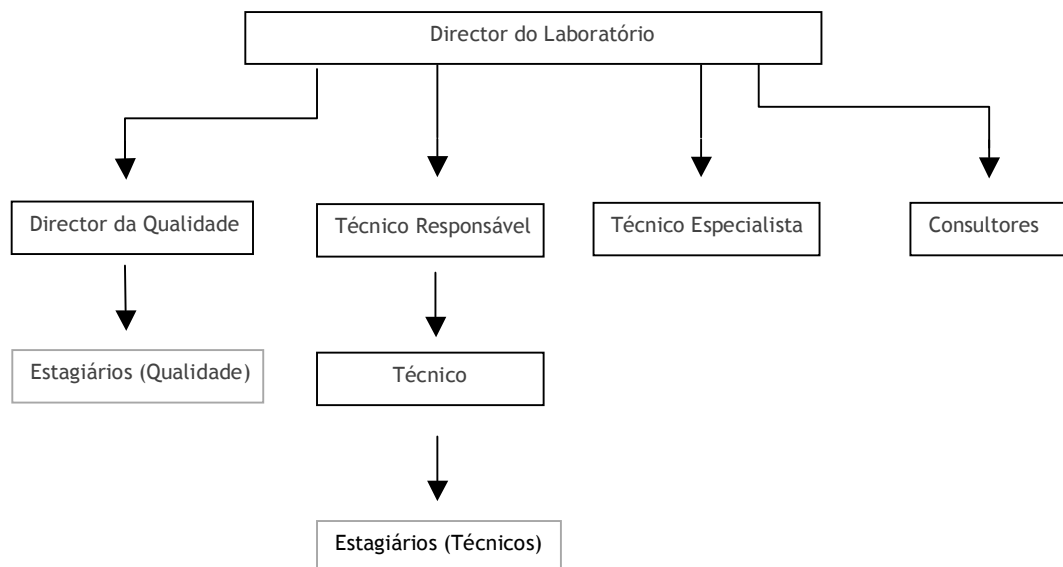 Director do Laboratório
Director da Qualidade
Técnico Responsável
Técnico Especialista
Consultores
Estagiários (Qualidade)
Técnico
Estagiários (Técnicos)